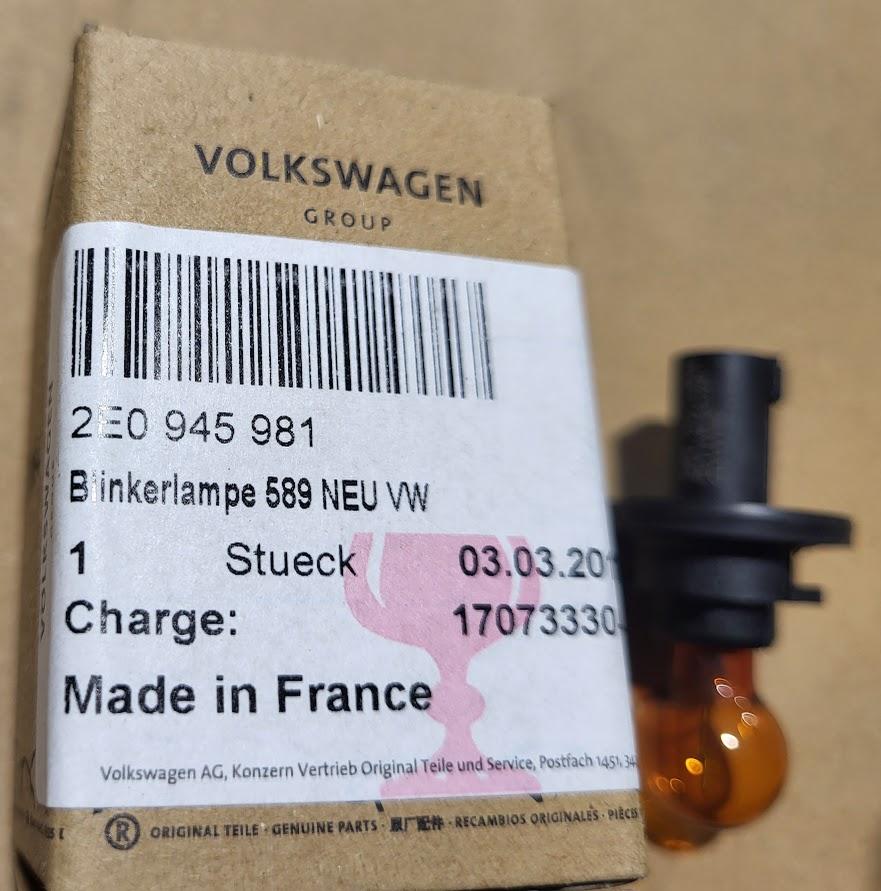 VOLKSWAGEN
GROUP
2E0 945 981
Blinkerlampe 589 NEU VW
1 Stueck 03.03.201
Charge: 17073330
Made in France
Volkswagen AG, Konzern Vertrieb Original Teile und Service, Postfach 1451, 34
® ORIGINAL TEILE · GENUINE PARTS · 原厂配件 · RECAMBIOS ORIGINALES · PIÈCES